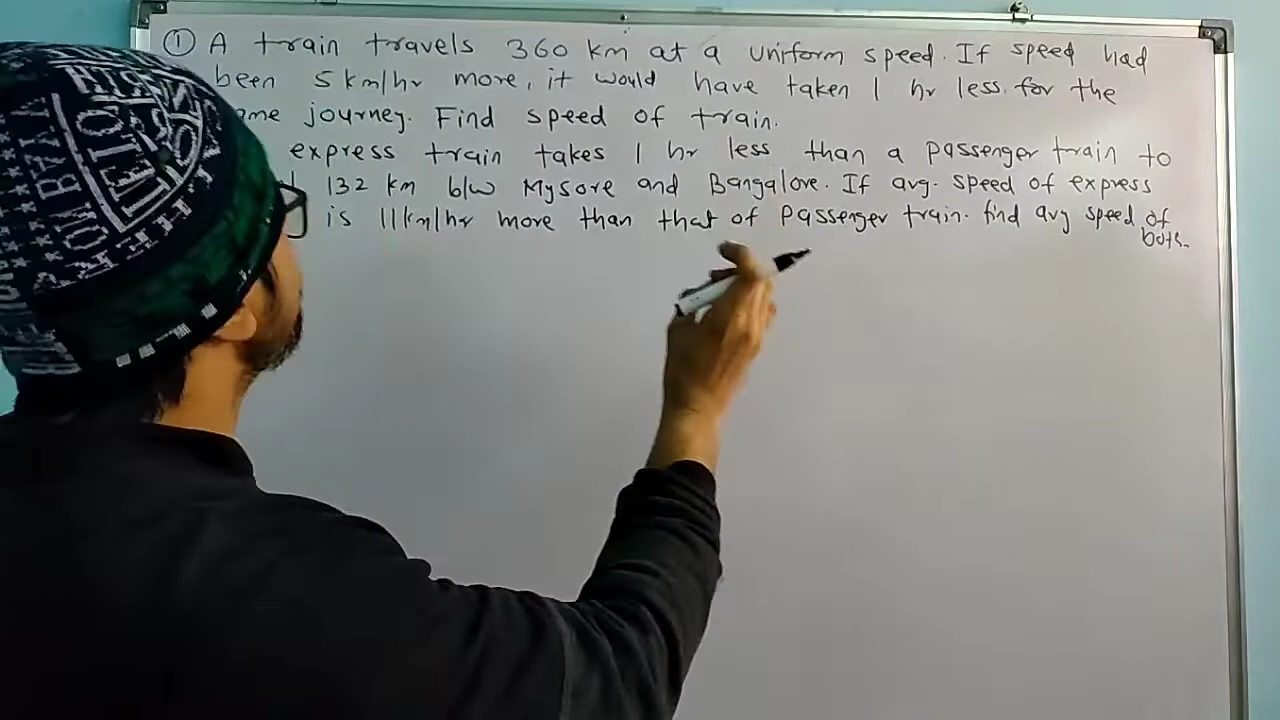 ① A train travels 360 km at a uniform speed. If speed had
been 5 km/hr more, it would have taken 1 hr less for the
me journey. Find speed of train.
express train takes 1 hr less than a passenger train to
132 km b/w Mysore and Bangalore. If avg. speed of express
is 11km/hr more than that of passenger train. find avg speed of
both.